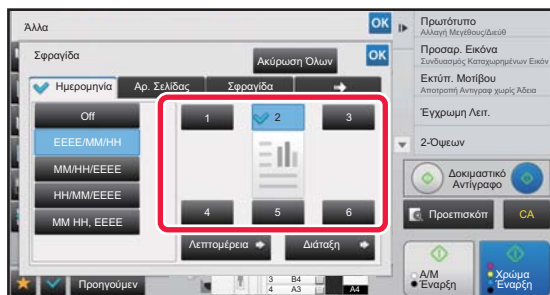 Άλλα
OK
Σφραγίδα
Ακύρωση Όλων
OK
Ημερομηνία
Αρ. Σελίδας
Σφραγίδα
Off
ΕΕΕΕ/ΜΜ/ΗΗ
ΜΜ/ΗΗ/ΕΕΕΕ
ΗΗ/ΜΜ/ΕΕΕΕ
ΜΜ ΗΗ, ΕΕΕΕ
1
2
3
4
5
6
Λεπτομέρεια
Διάταξη
Προηγούμεν
3 B4
4 A3
A4
Πρωτότυπο
Αλλαγή Μεγέθους/Διεύθ
Προσαρ. Εικόνα
Συνδυασμός Καταχωρημένων Εικόν
Εκτύπ. Μοτίβου
Αποτροπή Αντιγραφ χωρίς Άδεια
Έγχρωμη Λειτ.
2-Όψεων
Δοκιμαστικό
Αντίγραφο
Προεπισκόπ
CA
Α/Μ
Έναρξη
Χρώμα
Έναρξη